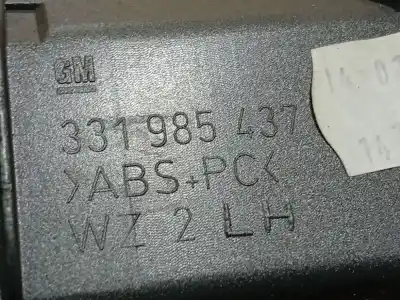 GM
331 985 437
>ABS+PC<
WZ 2 LH